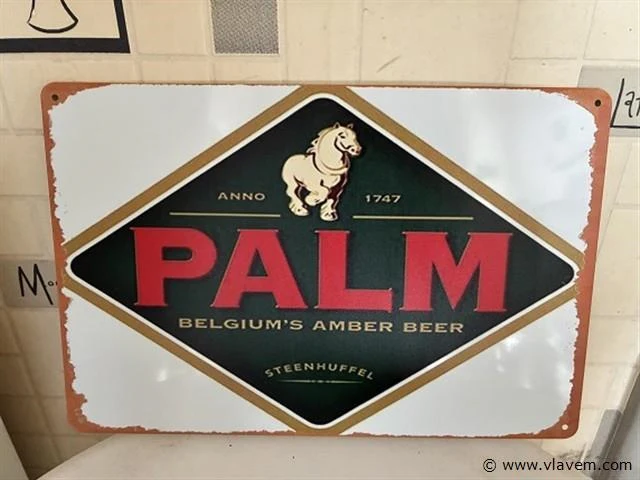 ANNO 1747
PALM
BELGIUM'S AMBER BEER
STEENHUFFEL
© www.vlavem.com